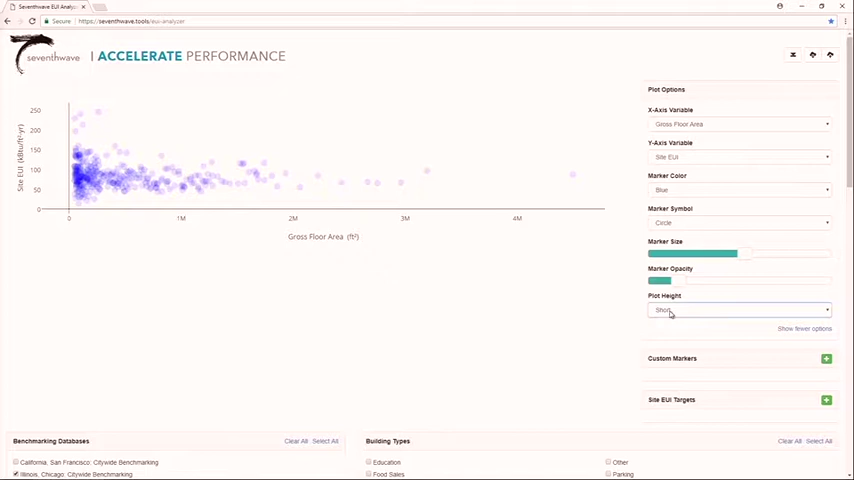 Seventhwave EUI Analyz
Secure
https://seventhwave.tools/eui-analyzer
seventhwave
| ACCELERATE PERFORMANCE
Site EUI (kBtu/ft²-yr)
250
200
150
100
50
0
0
1M
2M
3M
4M
Gross Floor Area (ft²)
Plot Options
X-Axis Variable
Gross Floor Area
Y-Axis Variable
Site EUI
Marker Color
Blue
Marker Symbol
Circle
Marker Size
Marker Opacity
Plot Height
Short
Show fewer options
Custom Markers
Site EUI Targets
Benchmarking Databases
Clear All
Select All
California, San Francisco: Citywide Benchmarking
Illinois, Chicago: Citywide Benchmarking
Building Types
Clear All
Select All
Education
Other
Food Sales
Parking